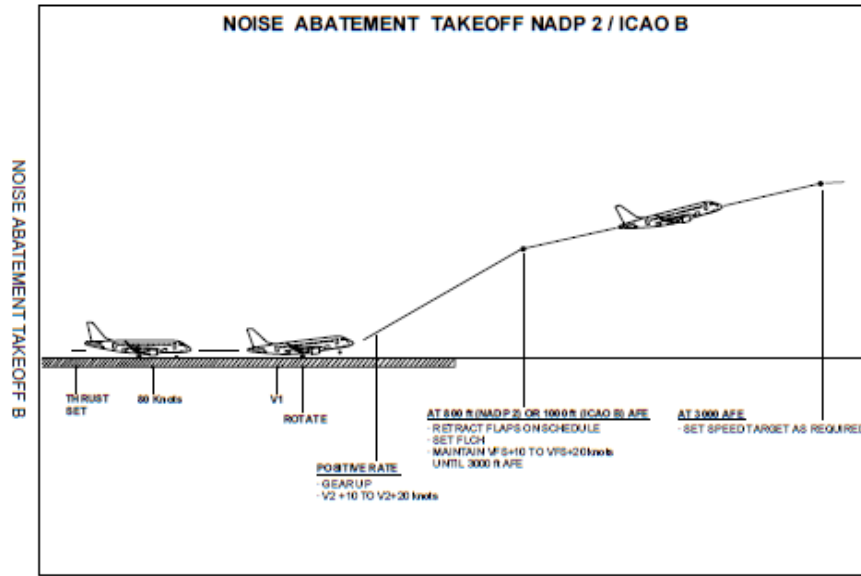 NOISE ABATEMENT TAKEOFF NADP 2 / ICAO B
NOISE ABATEMENT TAKEOFF B
THRUST
SET
80 Knots
V1
ROTATE
POSITIVE RATE
· GEAR UP
· V2 +10 TO V2+20 knots
AT 800 ft (NADP 2) OR 1000 ft (ICAO B) AFE
· RETRACT FLAPS ON SCHEDULE
· SET FLCH
· MAINTAIN VFS+10 TO VFS+20 knots
UNTIL 3000 ft AFE
AT 3000 AFE
· SET SPEED TARGET AS REQUIRED